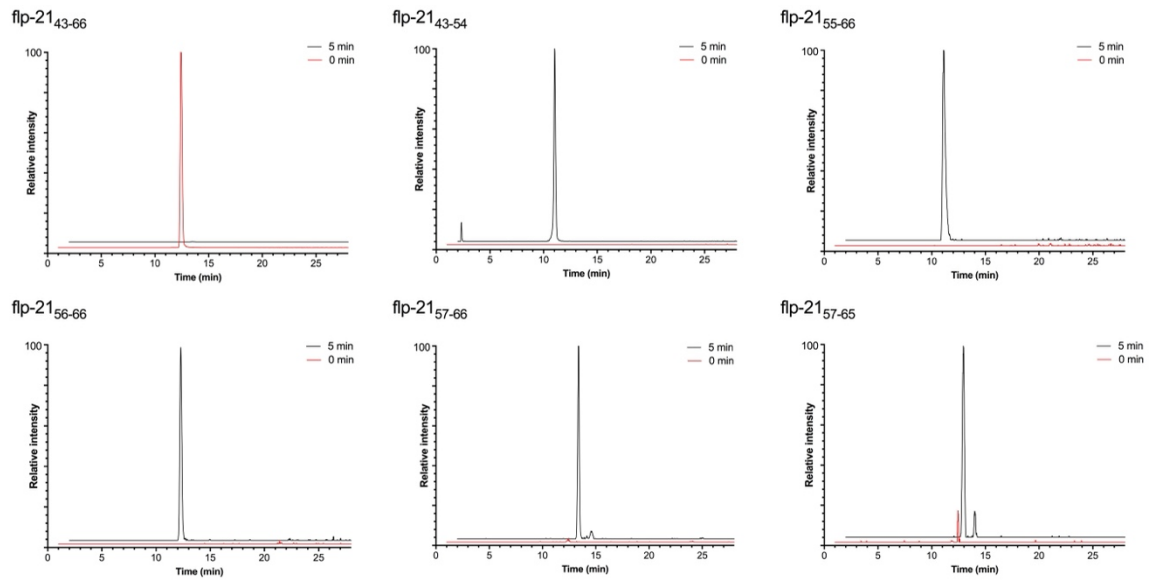 flp-21 43-66
5 min
0 min
100
Relative intensity
0 5 10 15 20 25
Time (min)
flp-21 43-54
5 min
0 min
100
Relative intensity
0 5 10 15 20 25
Time (min)
flp-21 55-66
5 min
0 min
100
Relative intensity
0 5 10 15 20 25
Time (min)
flp-21 56-66
5 min
0 min
100
Relative intensity
0 5 10 15 20 25
Time (min)
flp-21 57-66
5 min
0 min
100
Relative intensity
0 5 10 15 20 25
Time (min)
flp-21 57-65
5 min
0 min
100
Relative intensity
0 5 10 15 20 25
Time (min)